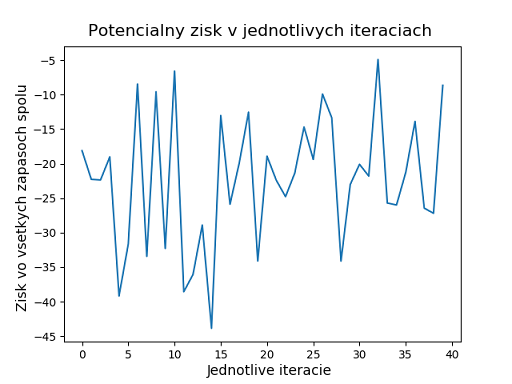 Potencialny zisk v jednotlivych iteraciach
Zisk vo vsetkych zapasoch spolu
−5
−10
−15
−20
−25
−30
−35
−40
−45
0 5 10 15 20 25 30 35 40
Jednotlive iteracie